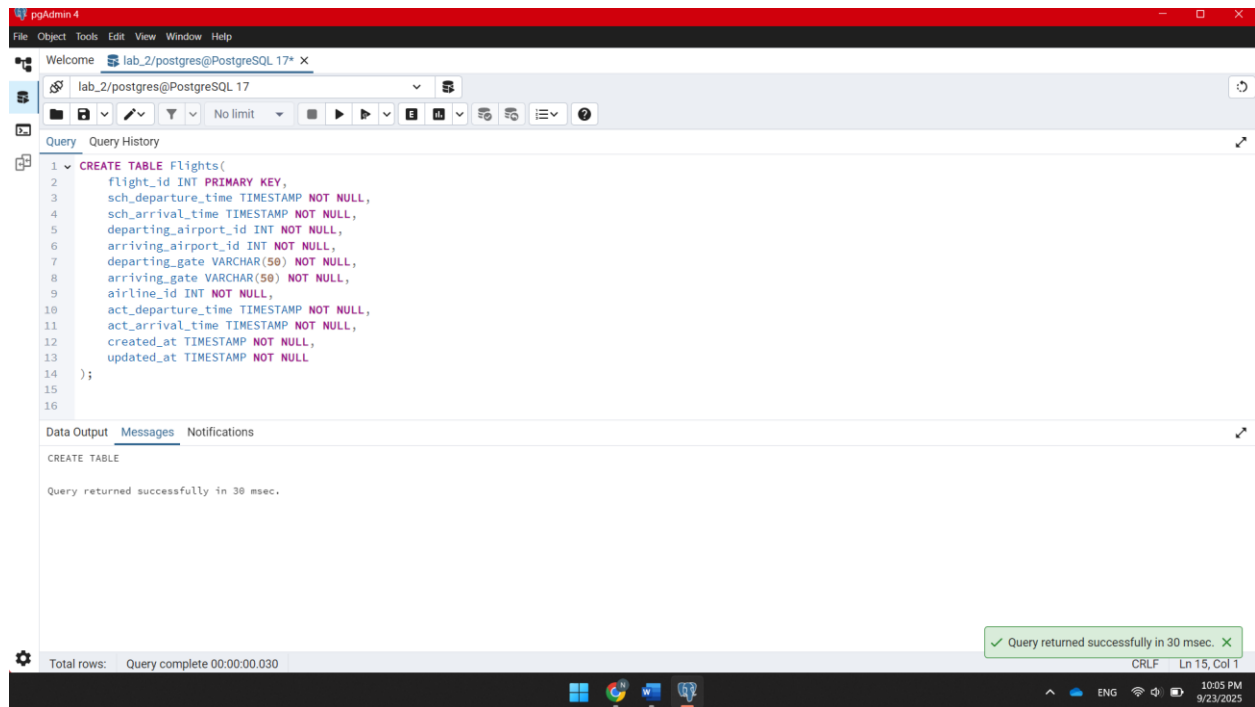 pgAdmin 4
File Object Tools Edit View Window Help
Welcome lab_2/postgres@PostgreSQL 17*
lab_2/postgres@PostgreSQL 17
No limit
Query Query History
1 CREATE TABLE Flights(
2 flight_id INT PRIMARY KEY,
3 sch_departure_time TIMESTAMP NOT NULL,
4 sch_arrival_time TIMESTAMP NOT NULL,
5 departing_airport_id INT NOT NULL,
6 arriving_airport_id INT NOT NULL,
7 departing_gate VARCHAR(50) NOT NULL,
8 arriving_gate VARCHAR(50) NOT NULL,
9 airline_id INT NOT NULL,
10 act_departure_time TIMESTAMP NOT NULL,
11 act_arrival_time TIMESTAMP NOT NULL,
12 created_at TIMESTAMP NOT NULL,
13 updated_at TIMESTAMP NOT NULL
14 );
15
16
Data Output Messages Notifications
CREATE TABLE
Query returned successfully in 30 msec.
Query returned successfully in 30 msec.
Total rows: Query complete 00:00:00.030 CRLF Ln 15, Col 1
ENG 10:05 PM
9/23/2025